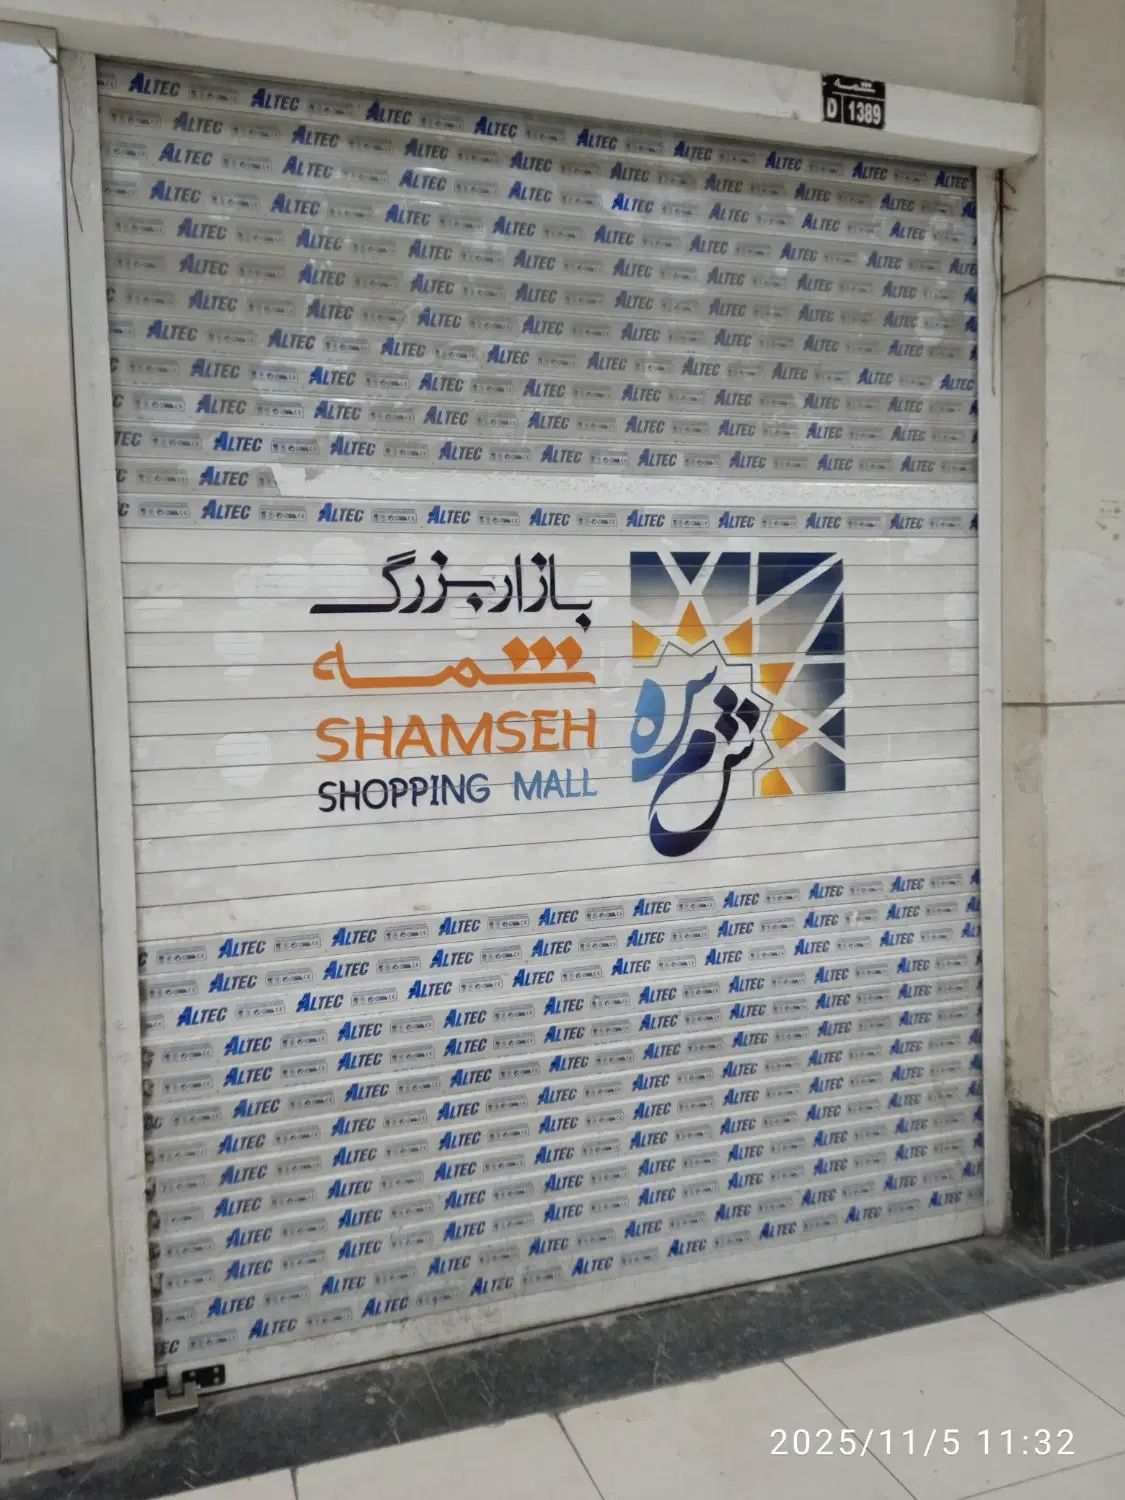 شمسه
D 1389
ALTEC
بازار بزرگ
شمسه
SHAMSEH
SHOPPING MALL
شمسه
2025/11/5 11:32